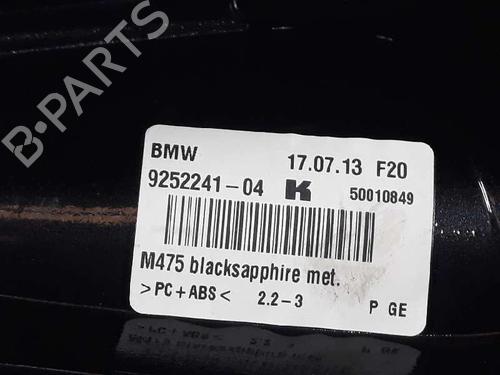 B-PARTS
BMW 17.07.13 F20
9252241-04 K 50010849
M475 blacksapphire met.
>PC+ABS< 2.2-3 P GE